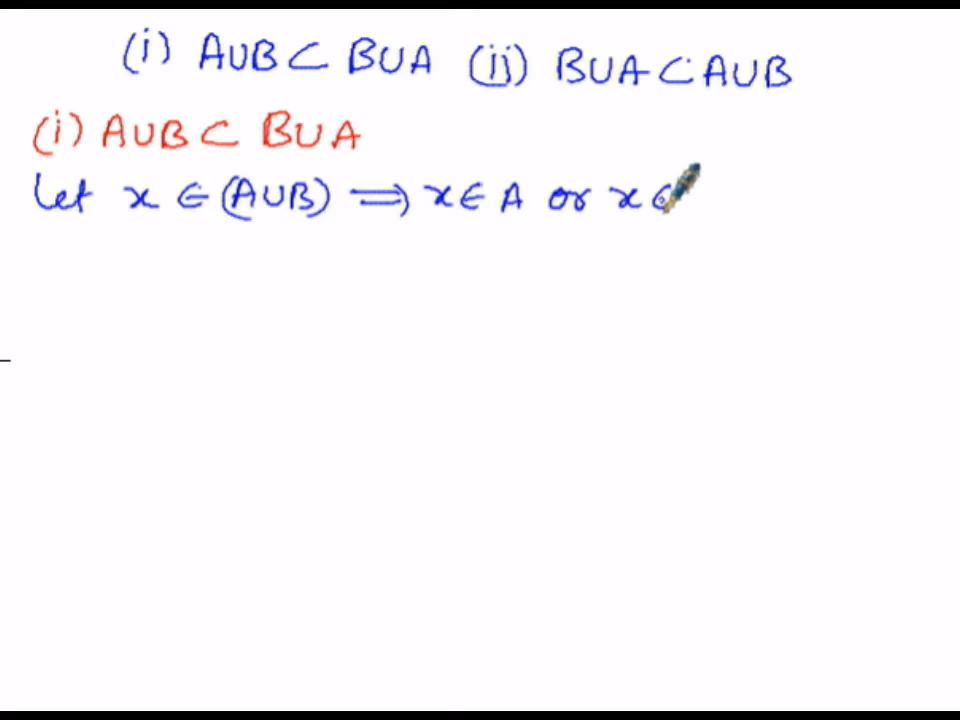 (i) A∪B ⊂ B∪A (ii) B∪A ⊂ A∪B
(i) A∪B ⊂ B∪A
Let x ∈ (A∪B) ⟹ x ∈ A or x ∈